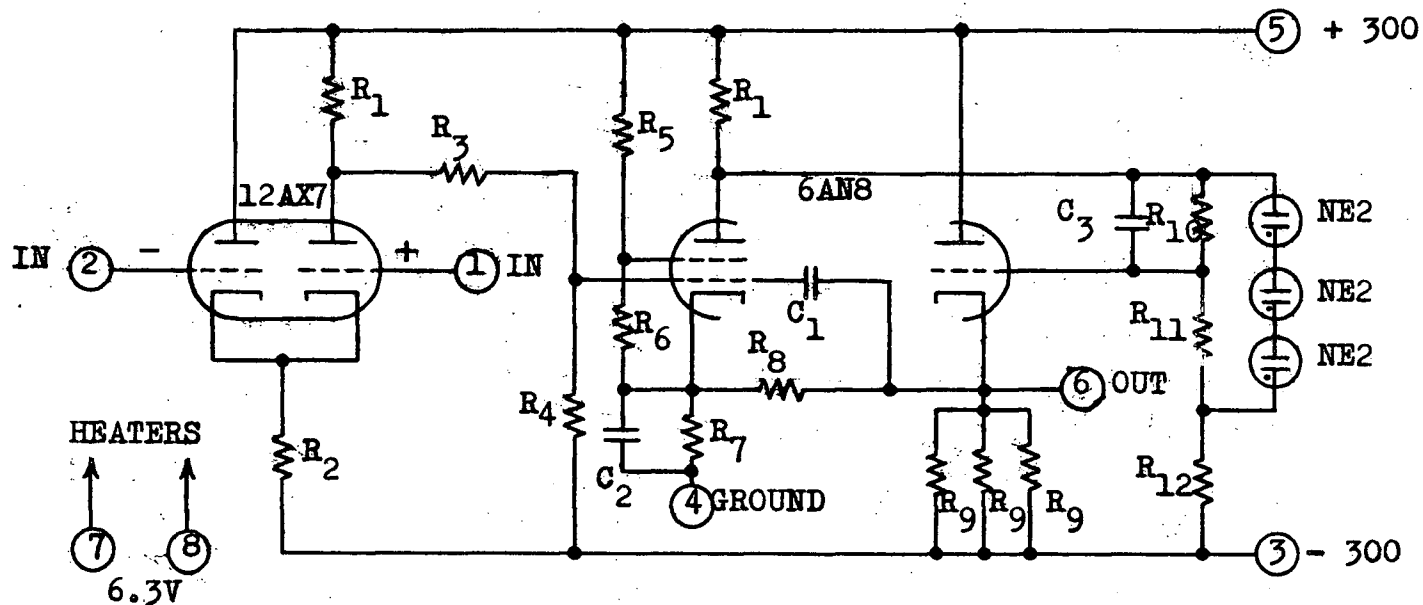 5 + 300
R1
R3
R5
R1
12AX7
6AN8
C3
R10
NE2
IN 2 -
+ 1 IN
NE2
C1
R11
R6
R8
NE2
R4
6 OUT
HEATERS
R2
R7
C2
R12
4 GROUND
R9 R9 R9
7
8
3 - 300
6.3V